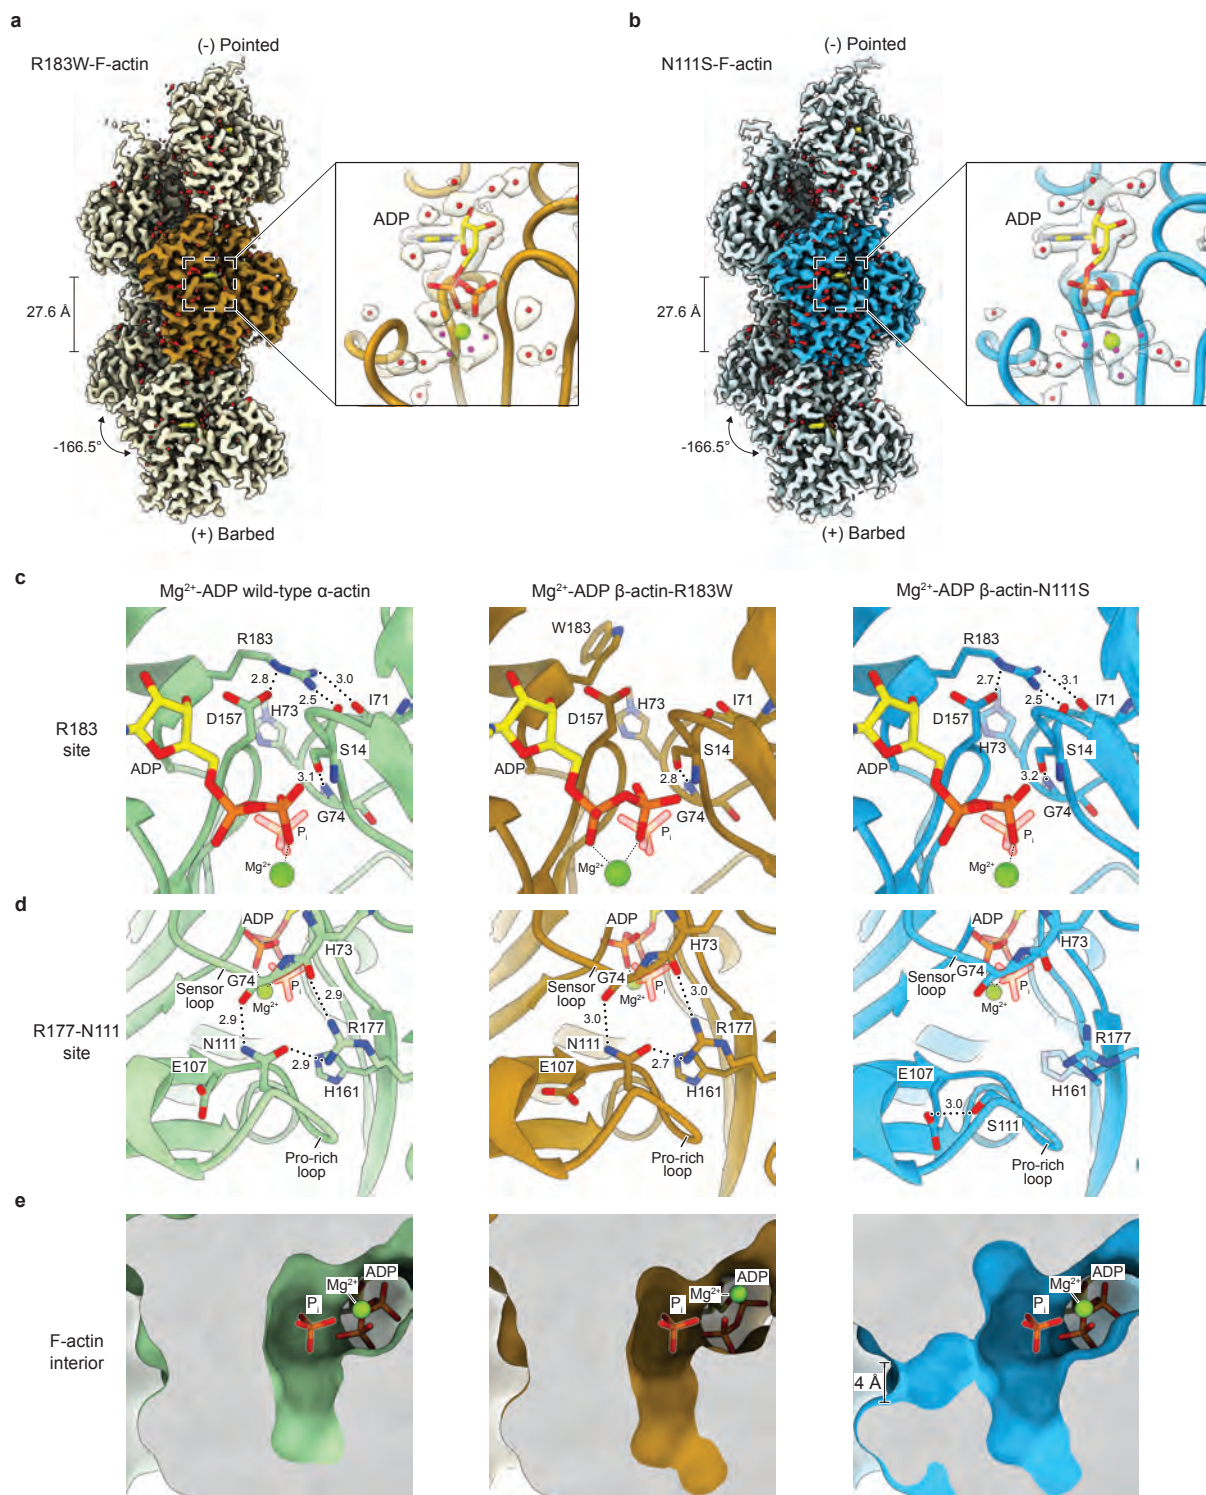 a
(-) Pointed
R183W-F-actin
ADP
27.6 Å
-166.5°
(+) Barbed
b
(-) Pointed
N111S-F-actin
ADP
27.6 Å
-166.5°
(+) Barbed
c
Mg²⁺-ADP wild-type α-actin
Mg²⁺-ADP β-actin-R183W
Mg²⁺-ADP β-actin-N111S
R183
site
R183
2.8
3.0
2.5
I71
H73
D157
S14
ADP
3.1
G74
Pᵢ
Mg²⁺
W183
H73
I71
D157
S14
ADP
2.8
G74
Pᵢ
Mg²⁺
R183
2.7
3.1
2.5
I71
D157
H73
S14
ADP
3.2
G74
Pᵢ
Mg²⁺
d
R177-N111
site
ADP
H73
G74
Sensor
loop
Pᵢ
Mg²⁺
2.9
2.9
R177
N111
2.9
E107
H161
Pro-rich
loop
ADP
H73
G74
Sensor
loop
Pᵢ
Mg²⁺
3.0
3.0
R177
N111
2.7
E107
H161
Pro-rich
loop
ADP
H73
G74
Sensor
loop
Pᵢ
Mg²⁺
R177
E107
H161
3.0
S111
Pro-rich
loop
e
F-actin
interior
ADP
Mg²⁺
Pᵢ
ADP
Mg²⁺
Pᵢ
ADP
Mg²⁺
Pᵢ
4 Å